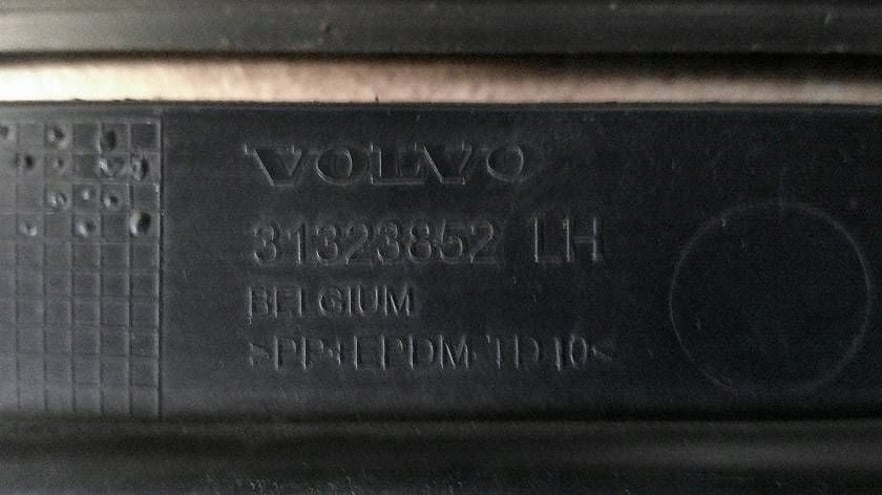 VOLVO
31323852 LH
BELGIUM
>PP+EPDM-TD10<